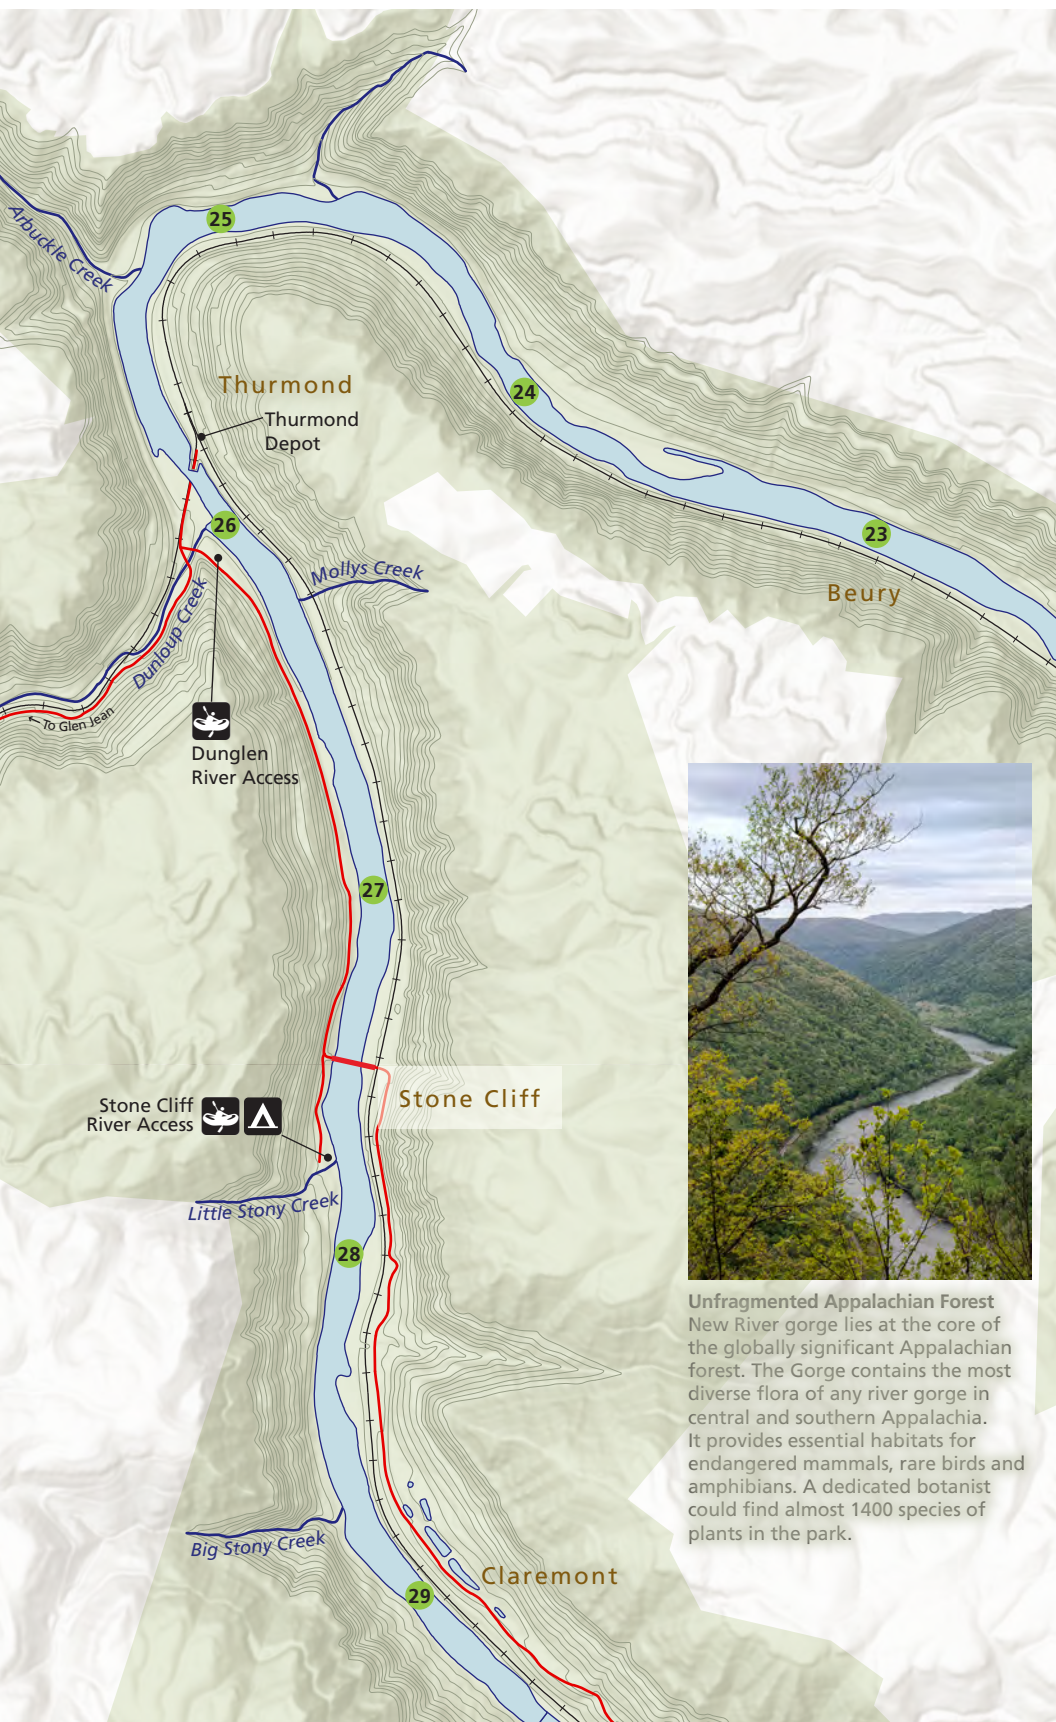 25
Arbuckle Creek
Thurmond
Thurmond
Depot
24
23
26
Mollys Creek
Beury
Dunloup Creek
←To Glen Jean
Dunglen
River Access
27
Stone Cliff
Stone Cliff
River Access
Little Stony Creek
28
Unfragmented Appalachian Forest
New River gorge lies at the core of
the globally significant Appalachian
forest. The Gorge contains the most
diverse flora of any river gorge in
central and southern Appalachia.
It provides essential habitats for
endangered mammals, rare birds and
amphibians. A dedicated botanist
could find almost 1400 species of
plants in the park.
Big Stony Creek
Claremont
29